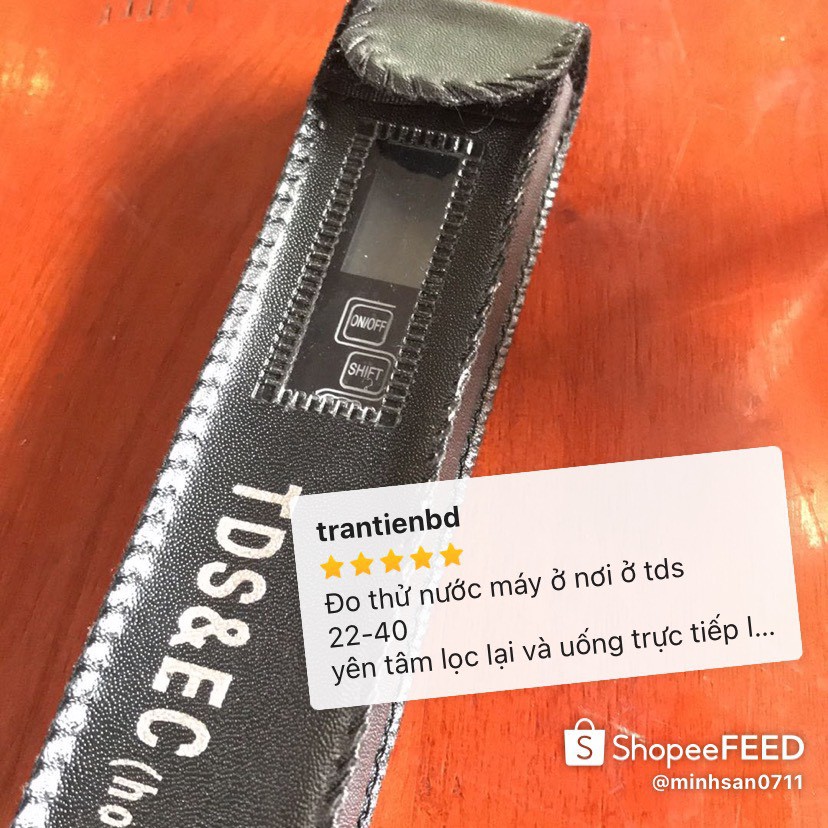 ON/OFF
SHIFT
TDS&EC (ho
trantienbd
Đo thử nước máy ở nơi ở tds
22-40
yên tâm lọc lại và uống trực tiếp l...
S ShopeeFEED
@minhsan0711